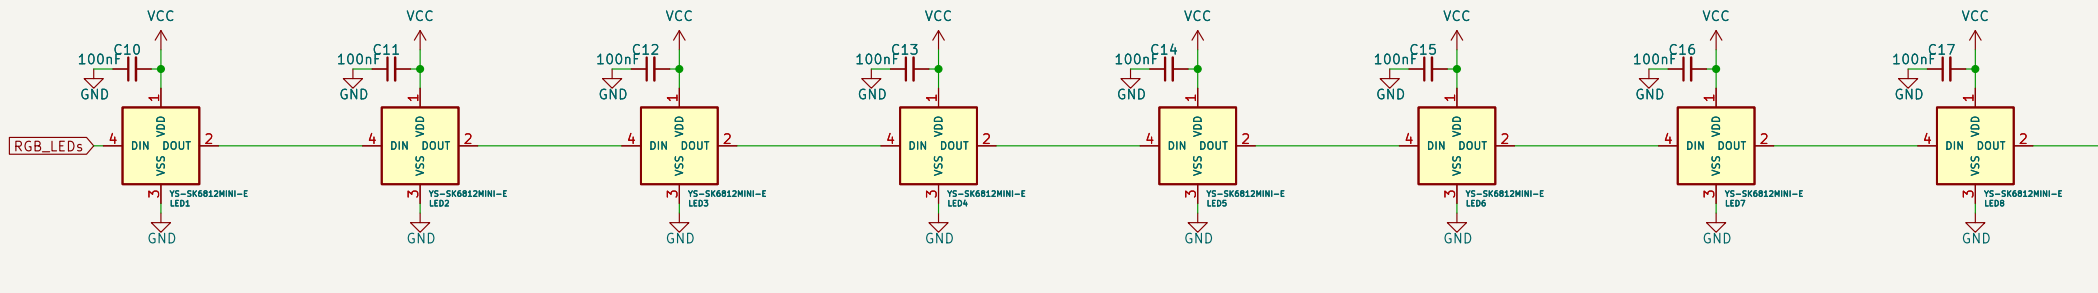 VCC VCC VCC VCC VCC VCC VCC VCC
C10 C11 C12 C13 C14 C15 C16 C17
100nF 100nF 100nF 100nF 100nF 100nF 100nF 100nF
GND GND GND GND GND GND GND GND
1 1 1 1 1 1 1 1
VDD VDD VDD VDD VDD VDD VDD VDD
RGB_LEDs 4 DIN DOUT 2 4 DIN DOUT 2 4 DIN DOUT 2 4 DIN DOUT 2 4 DIN DOUT 2 4 DIN DOUT 2 4 DIN DOUT 2 4 DIN DOUT 2
VSS VSS VSS VSS VSS VSS VSS VSS
3 YS-SK6812MINI-E 3 YS-SK6812MINI-E 3 YS-SK6812MINI-E 3 YS-SK6812MINI-E 3 YS-SK6812MINI-E 3 YS-SK6812MINI-E 3 YS-SK6812MINI-E 3 YS-SK6812MINI-E
LED1 LED2 LED3 LED4 LED5 LED6 LED7 LED8
GND GND GND GND GND GND GND GND